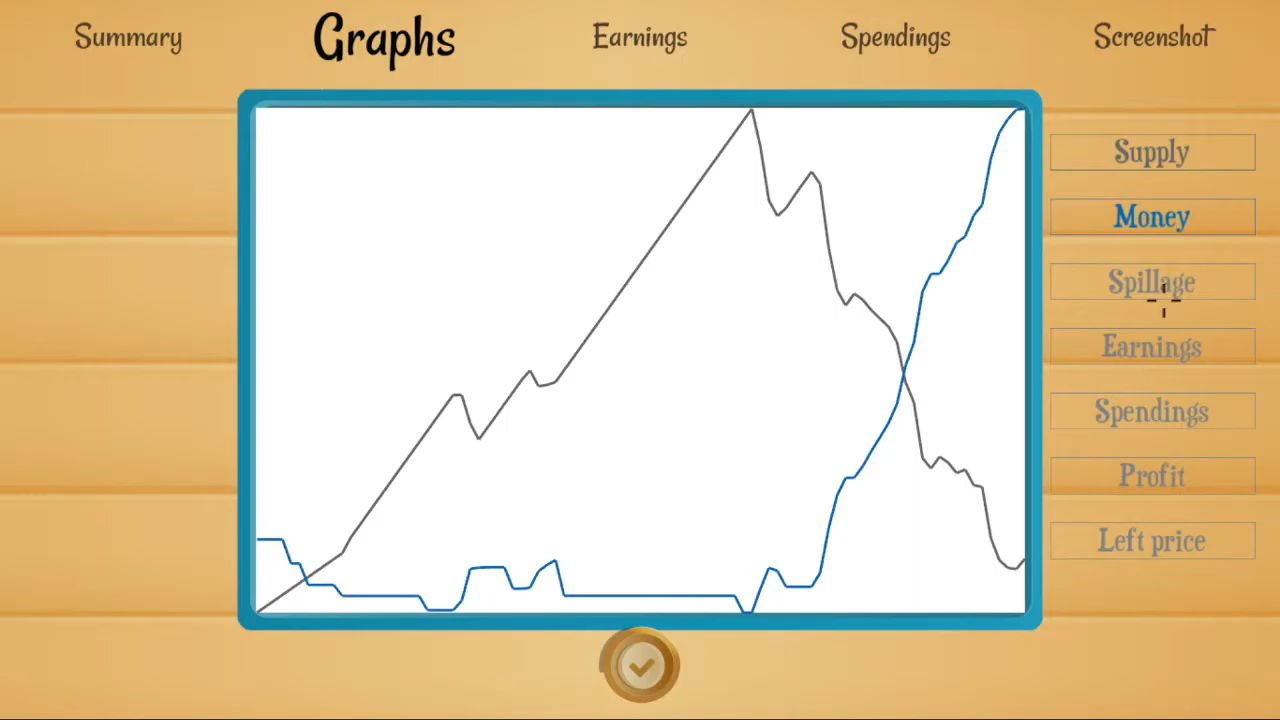 Summary
Graphs
Earnings
Spendings
Screenshot
Supply
Money
Spillage
Earnings
Spendings
Profit
Left price